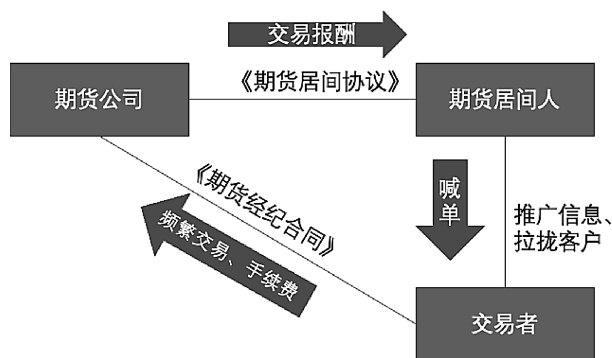 交易报酬
《期货居间协议》
期货公司
期货居间人
《期货经纪合同》
频繁交易、手续费
喊
单
推广信息、
拉拢客户
交易者